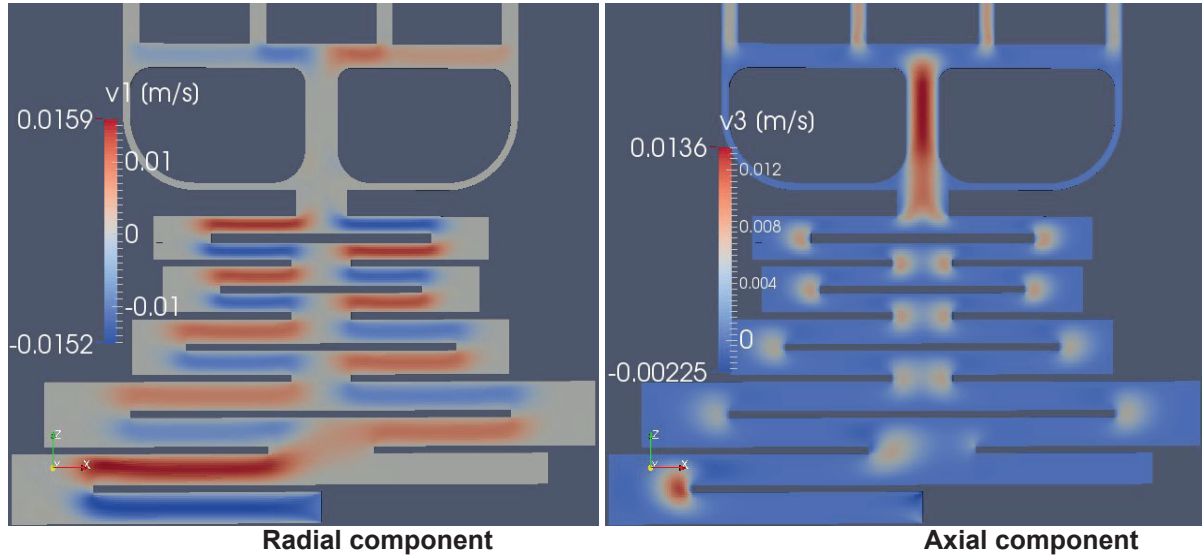 v1 (m/s)
0.0159
0.01
0
-0.01
-0.0152
Z
Y
X
Radial component
v3 (m/s)
0.0136
0.012
0.008
0.004
0
-0.00225
Z
Y
X
Axial component